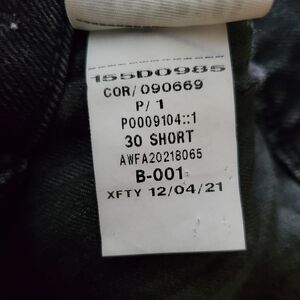 155D0985
COR/090669
P/ 1
P0009104::1
30 SHORT
AWFA20218065
B-001
XFTY 12/04/21